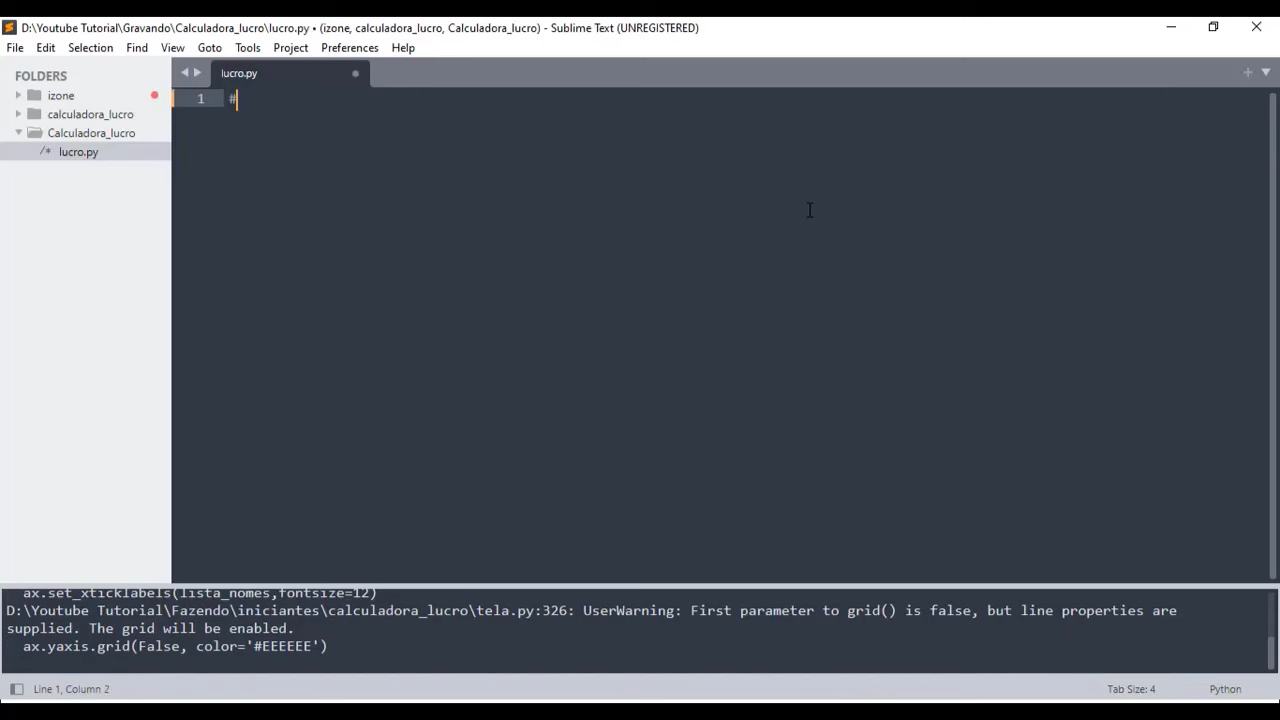 D:\Youtube Tutorial\Gravando\Calculadora_lucro\lucro.py • (izone, calculadora_lucro, Calculadora_lucro) - Sublime Text (UNREGISTERED)
File Edit Selection Find View Goto Tools Project Preferences Help
FOLDERS
izone
calculadora_lucro
Calculadora_lucro
/* lucro.py
lucro.py
1 #
ax.set_xticklabels(lista_nomes,fontsize=12)
D:\Youtube Tutorial\Fazendo\iniciantes\calculadora_lucro\tela.py:326: UserWarning: First parameter to grid() is false, but line properties are
supplied. The grid will be enabled.
ax.yaxis.grid(False, color='#EEEEEE')
Line 1, Column 2 Tab Size: 4 Python